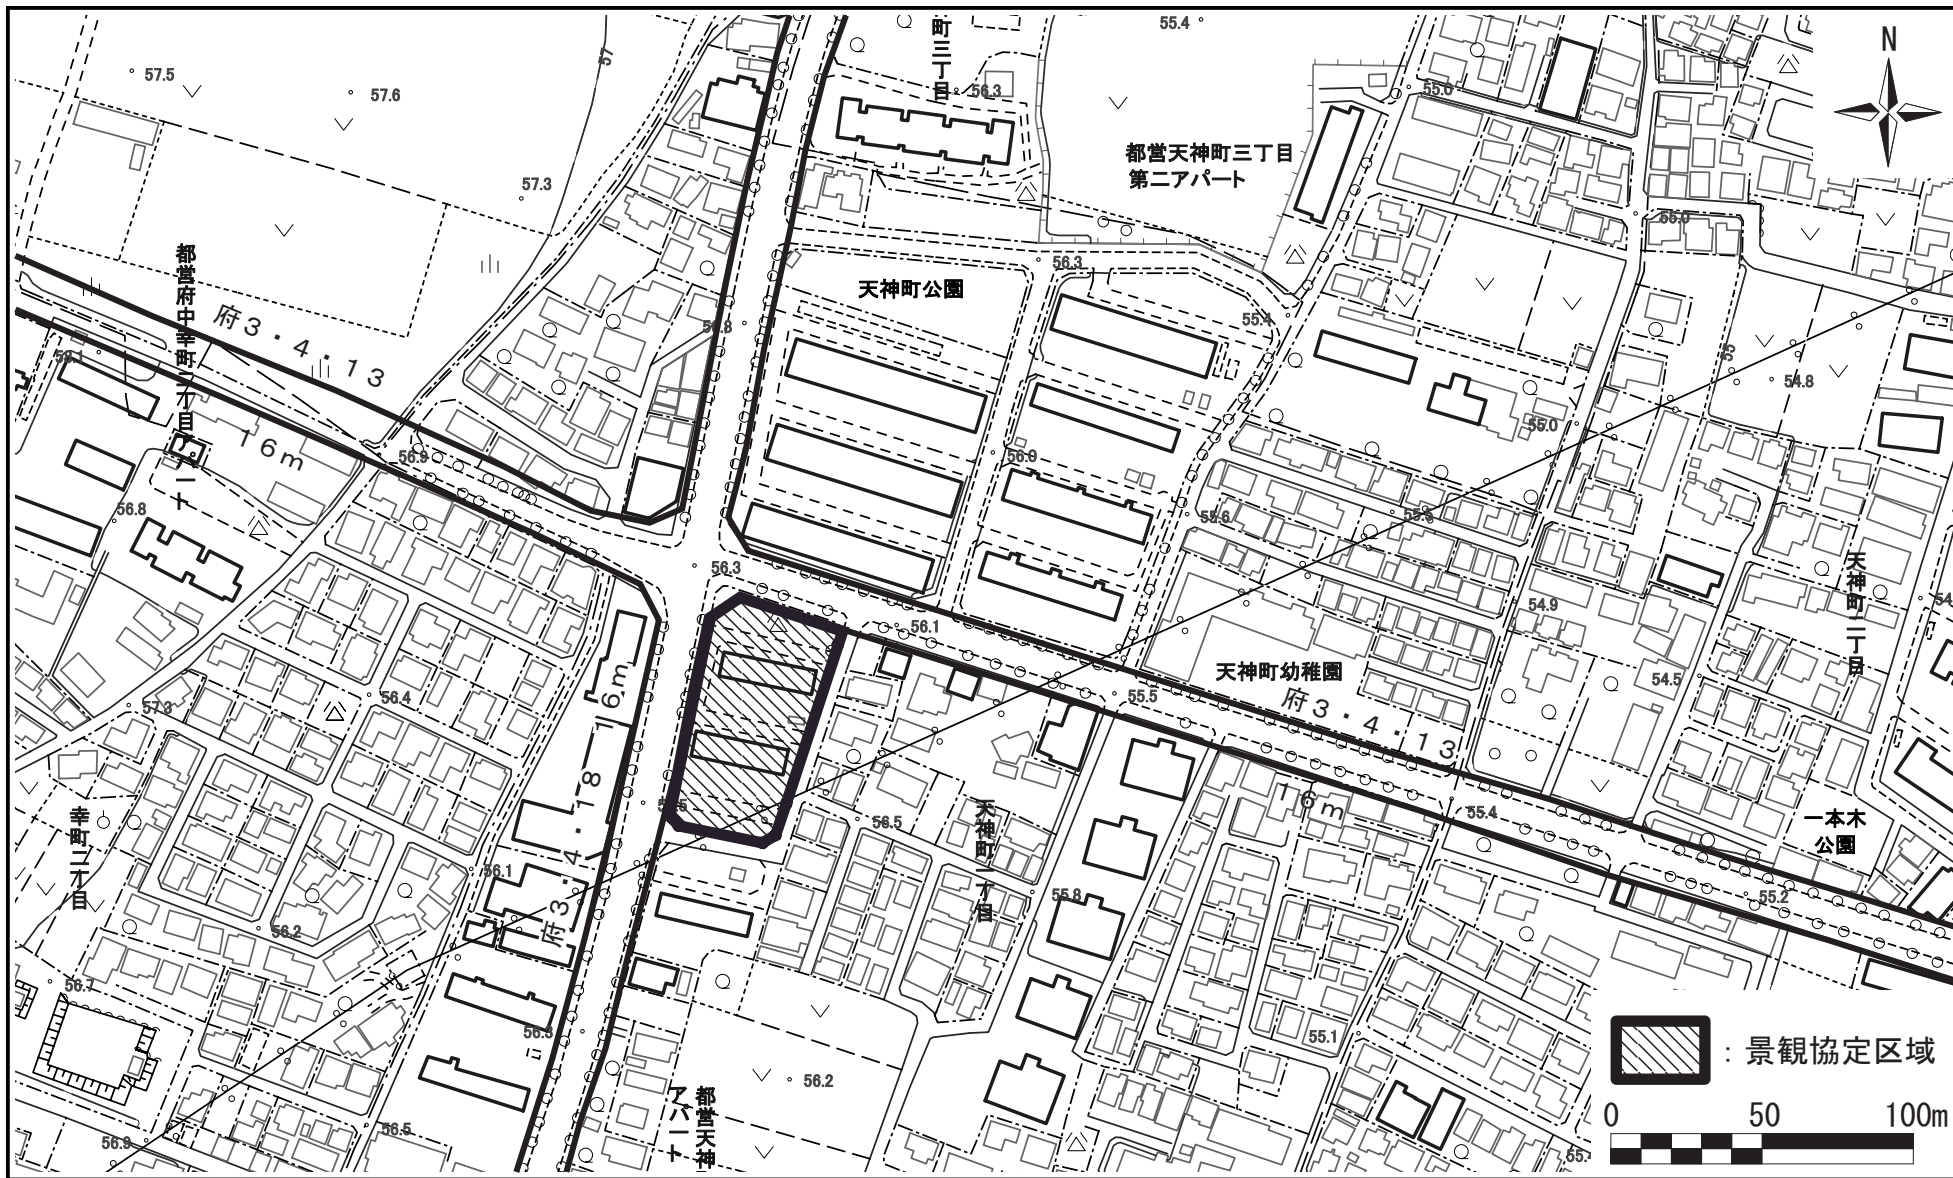 町三丁目
55.4
57
57.5
57.6
56.3
55.0
N
都営天神町三丁目
第二アパート
57.3
55.0
都営府中幸町二丁目アパート
天神町公園
56.3
府3・4・13
55.4
55
54.8
16m
56.9
56.0
55.0
56.8
55.6
56.3
天神町二丁目
54.9
56.1
天神町幼稚園
府3・4・13
54.5
55.5
56.4
57.3
16m
府3・4・18
16m
55.4
幸町二丁目
天神町一丁目
56.5
一本木
公園
56.1
55.8
55.2
56.2
56.7
56.3
55.1
:景観協定区域
56.2
都営天神
アパート
0 50 100m
56.9
56.5